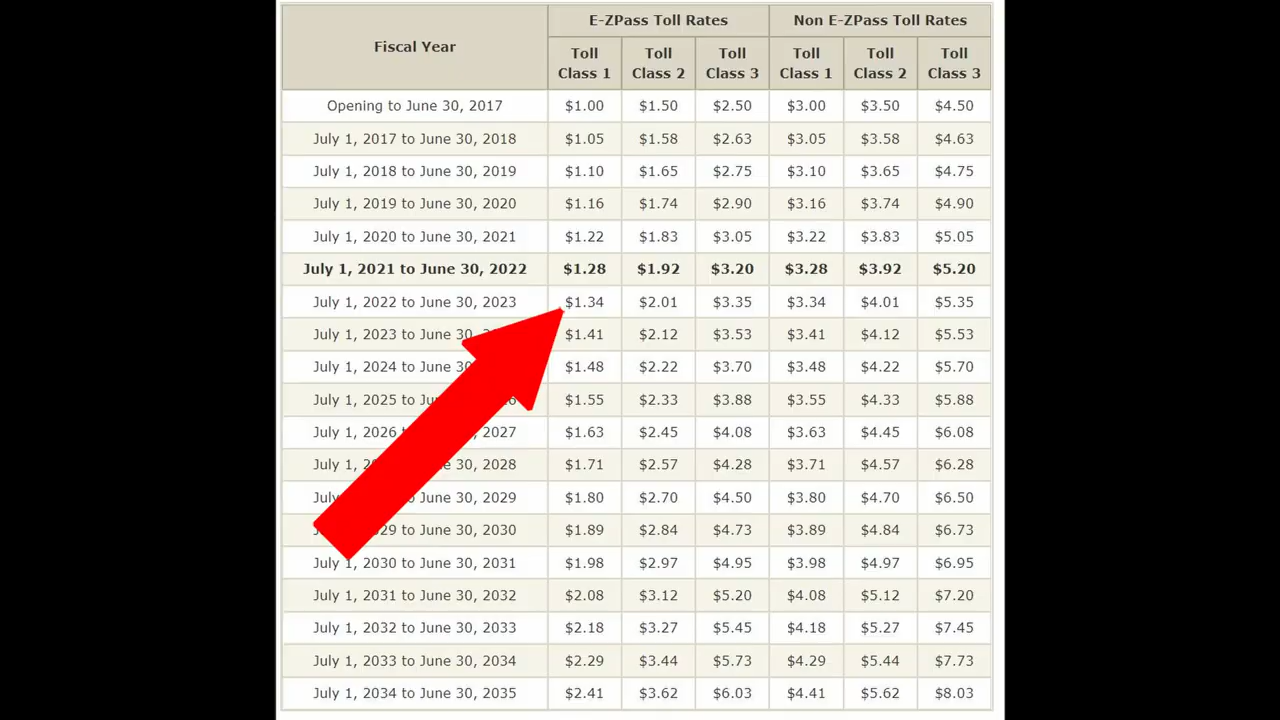 Fiscal Year E-ZPass Toll Rates Non E-ZPass Toll Rates
Toll Class 1 Toll Class 2 Toll Class 3 Toll Class 1 Toll Class 2 Toll Class 3
Opening to June 30, 2017 $1.00 $1.50 $2.50 $3.00 $3.50 $4.50
July 1, 2017 to June 30, 2018 $1.05 $1.58 $2.63 $3.05 $3.58 $4.63
July 1, 2018 to June 30, 2019 $1.10 $1.65 $2.75 $3.10 $3.65 $4.75
July 1, 2019 to June 30, 2020 $1.16 $1.74 $2.90 $3.16 $3.74 $4.90
July 1, 2020 to June 30, 2021 $1.22 $1.83 $3.05 $3.22 $3.83 $5.05
July 1, 2021 to June 30, 2022 $1.28 $1.92 $3.20 $3.28 $3.92 $5.20
July 1, 2022 to June 30, 2023 $1.34 $2.01 $3.35 $3.34 $4.01 $5.35
July 1, 2023 to June 30, $1.41 $2.12 $3.53 $3.41 $4.12 $5.53
July 1, 2024 to June $1.48 $2.22 $3.70 $3.48 $4.22 $5.70
July 1, 2025 to $1.55 $2.33 $3.88 $3.55 $4.33 $5.88
July 1, 2026 2027 $1.63 $2.45 $4.08 $3.63 $4.45 $6.08
July 1, 30, 2028 $1.71 $2.57 $4.28 $3.71 $4.57 $6.28
July June 30, 2029 $1.80 $2.70 $4.50 $3.80 $4.70 $6.50
to June 30, 2030 $1.89 $2.84 $4.73 $3.89 $4.84 $6.73
July 1, 2030 to June 30, 2031 $1.98 $2.97 $4.95 $3.98 $4.97 $6.95
July 1, 2031 to June 30, 2032 $2.08 $3.12 $5.20 $4.08 $5.12 $7.20
July 1, 2032 to June 30, 2033 $2.18 $3.27 $5.45 $4.18 $5.27 $7.45
July 1, 2033 to June 30, 2034 $2.29 $3.44 $5.73 $4.29 $5.44 $7.73
July 1, 2034 to June 30, 2035 $2.41 $3.62 $6.03 $4.41 $5.62 $8.03